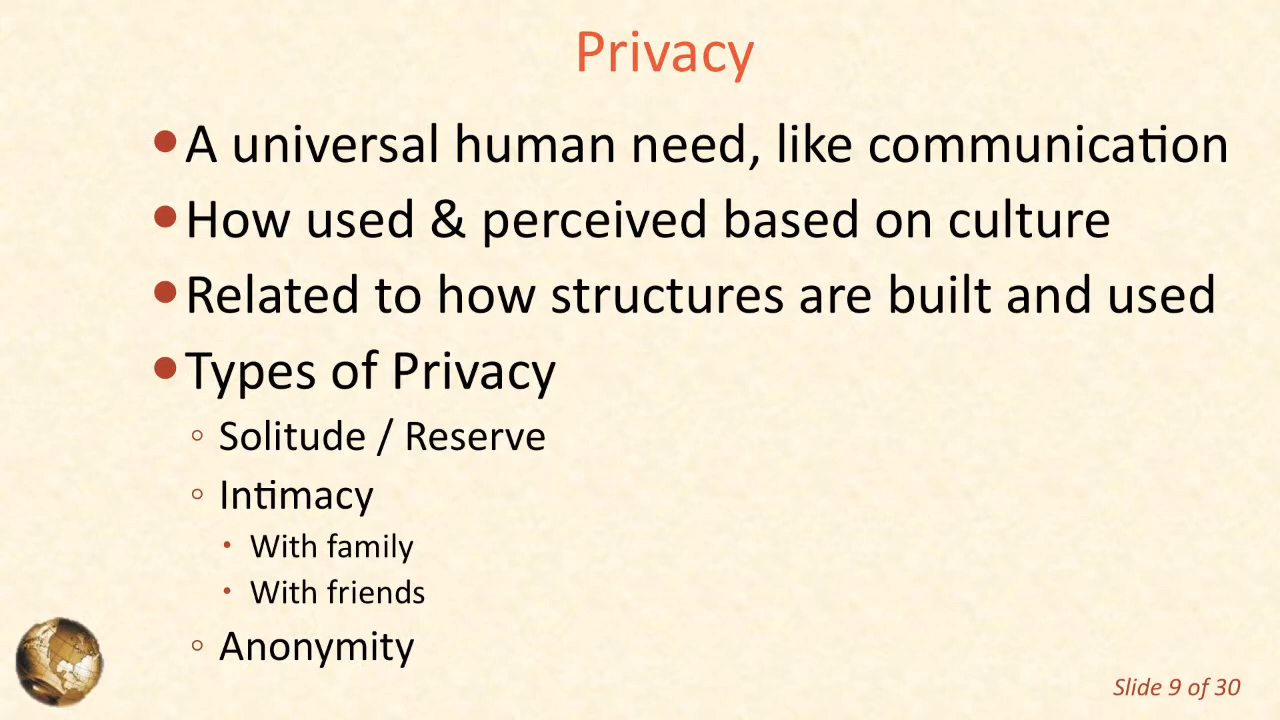 Privacy
•A universal human need, like communication
•How used & perceived based on culture
•Related to how structures are built and used
•Types of Privacy
◦ Solitude / Reserve
◦ Intimacy
• With family
• With friends
◦ Anonymity
Slide 9 of 30